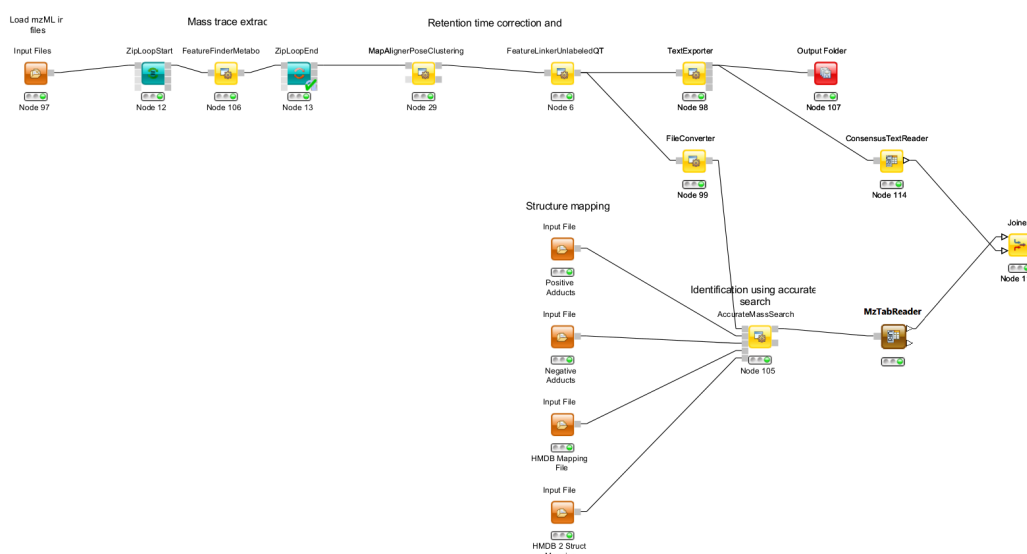 Load mzML ir
files
Mass trace extrac
Retention time correction and
Input Files
ZipLoopStart
FeatureFinderMetabo
ZipLoopEnd
MapAlignerPoseClustering
FeatureLinkerUnlabeledQT
TextExporter
Output Folder
Node 97
Node 12
Node 106
Node 13
Node 29
Node 6
Node 98
Node 107
FileConverter
ConsensusTextReader
Node 99
Node 114
Structure mapping
Input File
Joine
Node 1
Positive
Adducts
Identification using accurate
search
AccurateMassSearch
MzTabReader
Input File
Node 105
Negative
Adducts
Input File
HMDB Mapping
File
Input File
HMDB 2 Struct